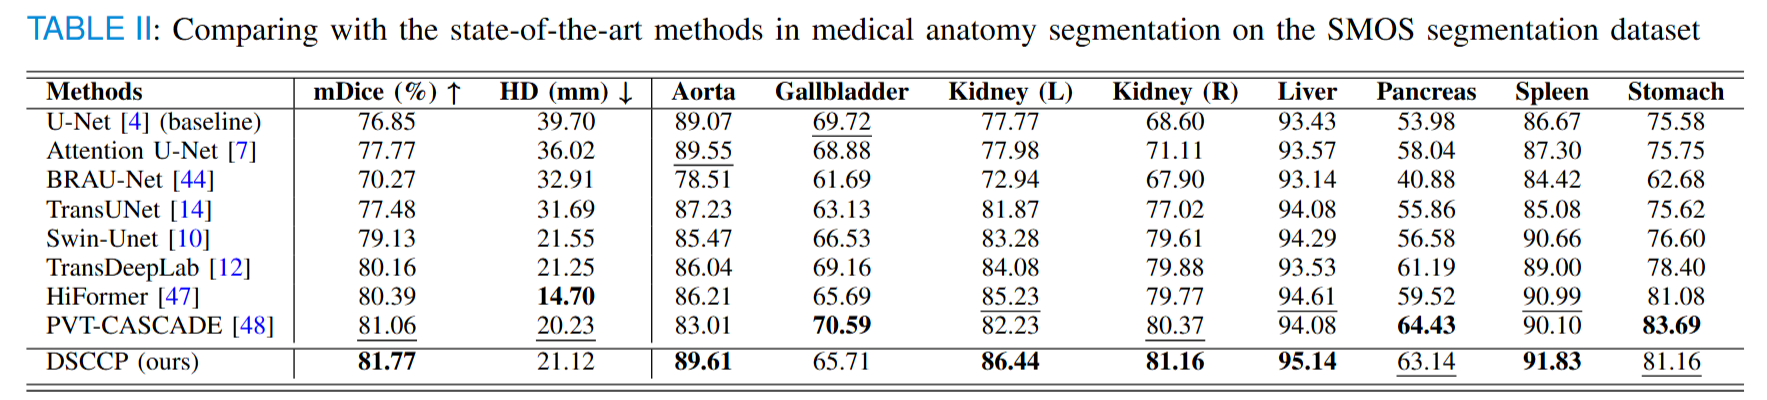 TABLE II: Comparing with the state-of-the-art methods in medical anatomy segmentation on the SMOS segmentation dataset
Methods mDice (%) ↑ HD (mm) ↓ Aorta Gallbladder Kidney (L) Kidney (R) Liver Pancreas Spleen Stomach
U-Net [4] (baseline) 76.85 39.70 89.07 69.72 77.77 68.60 93.43 53.98 86.67 75.58
Attention U-Net [7] 77.77 36.02 89.55 68.88 77.98 71.11 93.57 58.04 87.30 75.75
BRAU-Net [44] 70.27 32.91 78.51 61.69 72.94 67.90 93.14 40.88 84.42 62.68
TransUNet [14] 77.48 31.69 87.23 63.13 81.87 77.02 94.08 55.86 85.08 75.62
Swin-Unet [10] 79.13 21.55 85.47 66.53 83.28 79.61 94.29 56.58 90.66 76.60
TransDeepLab [12] 80.16 21.25 86.04 69.16 84.08 79.88 93.53 61.19 89.00 78.40
HiFormer [47] 80.39 14.70 86.21 65.69 85.23 79.77 94.61 59.52 90.99 81.08
PVT-CASCADE [48] 81.06 20.23 83.01 70.59 82.23 80.37 94.08 64.43 90.10 83.69
DSCCP (ours) 81.77 21.12 89.61 65.71 86.44 81.16 95.14 63.14 91.83 81.16